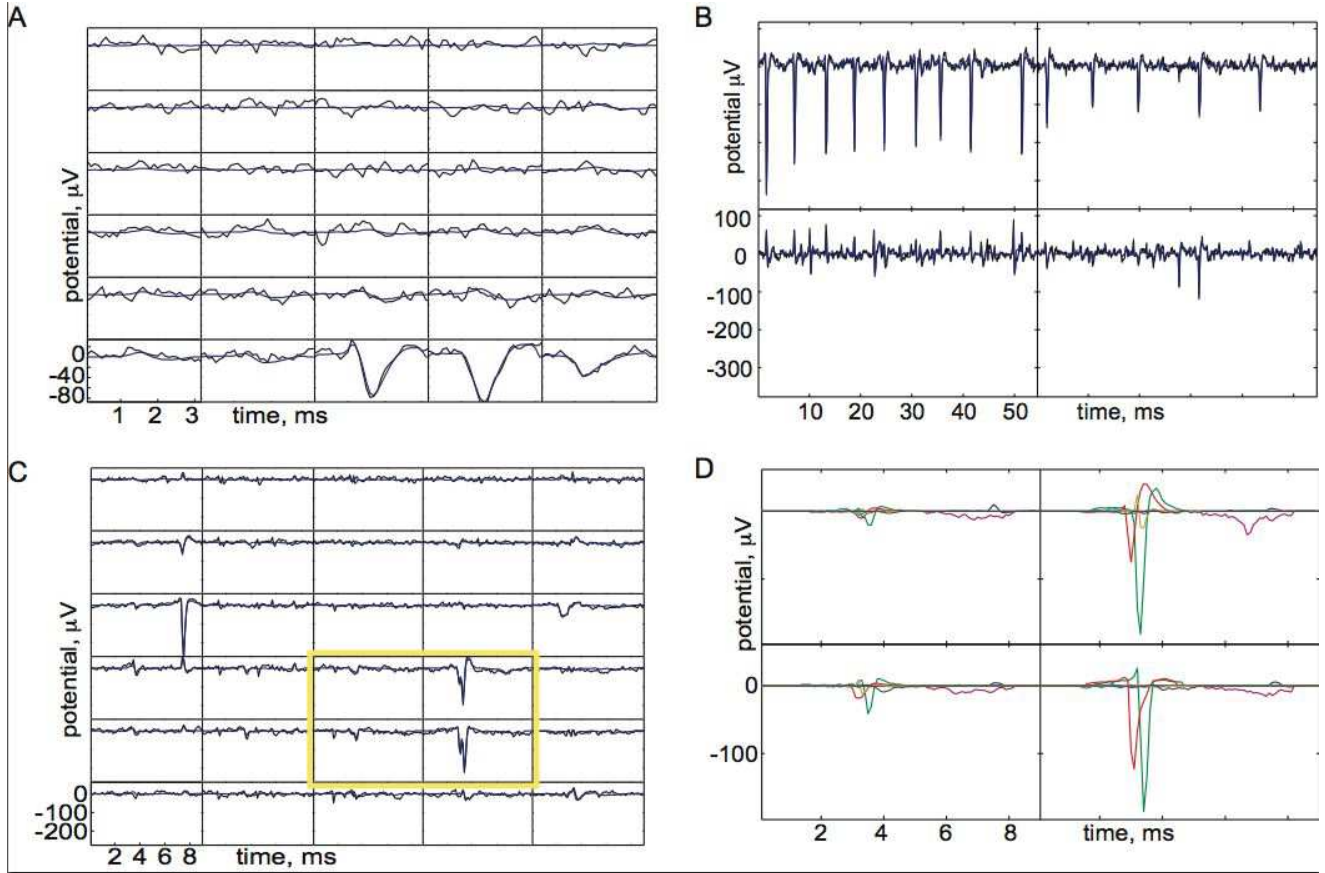 A
potential, μV
0
-40
-80
1 2 3 time, ms
B
potential μV
100
0
-100
-200
-300
10 20 30 40 50 time, ms
C
potential, μV
0
-100
-200
2 4 6 8 time, ms
D
potential, μV
0
-100
2 4 6 8 time, ms